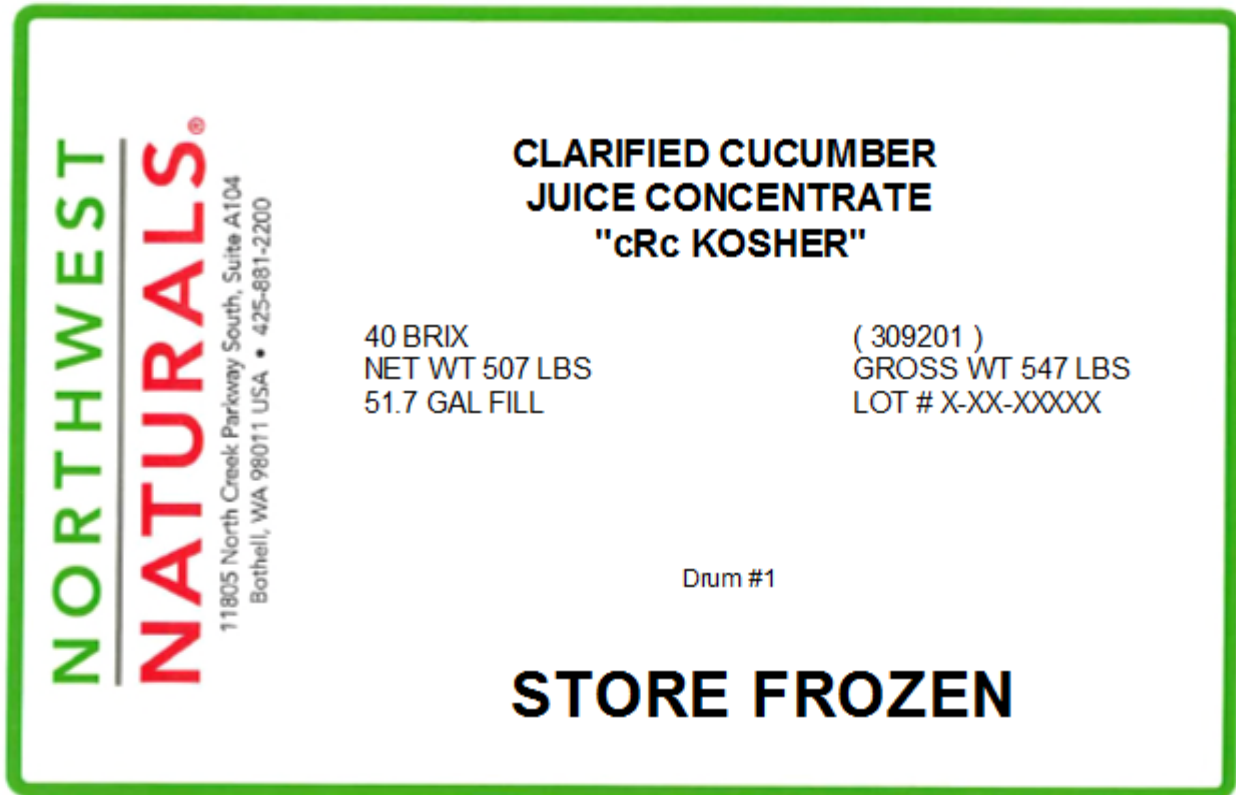 NORTHWEST
NATURALS®
11805 North Creek Parkway South, Suite A104
Bothell, WA 98011 USA • 425-881-2200
CLARIFIED CUCUMBER
JUICE CONCENTRATE
"cRc KOSHER"
40 BRIX
NET WT 507 LBS
51.7 GAL FILL
( 309201 )
GROSS WT 547 LBS
LOT # X-XX-XXXXX
Drum #1
STORE FROZEN